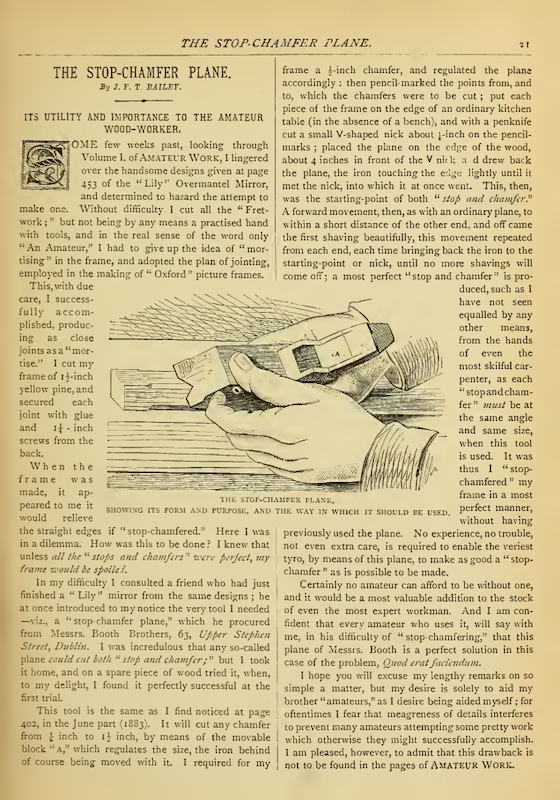 THE STOP-CHAMFER PLANE.
21
THE STOP-CHAMFER PLANE.
By J. F. T. BAILEY.
ITS UTILITY AND IMPORTANCE TO THE AMATEUR
WOOD-WORKER.
SOME few weeks past, looking through
Volume I. of AMATEUR WORK, I lingered
over the handsome designs given at page
453 of the "Lily" Overmantel Mirror,
and determined to hazard the attempt to
make one. Without difficulty I cut all the "Fret-
work;" but not being by any means a practised hand
with tools, and in the real sense of the word only
"An Amateur," I had to give up the idea of "mor-
tising" in the frame, and adopted the plan of jointing,
employed in the making of "Oxford" picture frames.
This, with due
care, I success-
fully accom-
plished, produc-
ing as close
joints as a "mor-
tise." I cut my
frame of 1½-inch
yellow pine, and
secured each
joint with glue
and 1¼-inch
screws from the
back.
When the
frame was
made, it ap-
peared to me it
would relieve
the straight edges if "stop-chamfered." Here I was
in a dilemma. How was this to be done? I knew that
unless all the "stops and chamfers" were perfect, my
frame would be spoiled.
In my difficulty I consulted a friend who had just
finished a "Lily" mirror from the same designs; he
at once introduced to my notice the very tool I needed
—viz., a "stop-chamfer plane," which he procured
from Messrs. Booth Brothers, 63, Upper Stephen
Street, Dublin. I was incredulous that any so-called
plane could cut both "stop and chamfer;" but I took
it home, and on a spare piece of wood tried it, when,
to my delight, I found it perfectly successful at the
first trial.
This tool is the same as I find noticed at page
402, in the June part (1883). It will cut any chamfer
from inch to 1½ inch, by means of the movable
block "A," which regulates the size, the iron behind
of course being moved with it. I required for my
frame a -inch chamfer, and regulated the plane
accordingly: then pencil-marked the points from, and
to, which the chamfers were to be cut; put each
piece of the frame on the edge of an ordinary kitchen
table (in the absence of a bench), and with a penknife
cut a small V-shaped nick about -inch on the pencil-
marks; placed the plane on the edge of the wood,
about 4 inches in front of the V nick and drew back
the plane, the iron touching the edge lightly until it
met the nick, into which it at once went. This, then,
was the starting-point of both "stop and chanfer."
A forward movement, then, as with an ordinary plane, to
within a short distance of the other end, and off came
the first shaving beautifully, this movement repeated
from each end, each time bringing back the iron to the
starting-point or nick, until no more shavings will
come off; a most perfect "stop and chamfer" is pro-
duced, such as I
have not seen
equalled by any
other means,
from the hands
of even the
most skilful car-
penter, as each
"stop and cham-
fer" must be at
the same angle
and same size,
when this tool
is used. It was
thus I "stop-
chamfered" my
frame in a most
perfect manner,
without having
previously used the plane. No experience, no trouble,
not even extra care, is required to enable the veriest
tyro, by means of this plane, to make as good a "stop-
chamfer" as is possible to be made.
Certainly no amateur can afford to be without one,
and it would be a most valuable addition to the stock
of even the most expert workman. And I am con-
fident that every amateur who uses it, will say with
me, in his difficulty of "stop-chamfering," that this
plane of Messrs. Booth is a perfect solution in this
case of the problem, Quod erat faciendum.
I hope you will excuse my lengthy remarks on so
simple a matter, but my desire is solely to aid my
brother "amateurs," as I desire being aided myself; for
oftentimes I fear that meagreness of details interferes
to prevent many amateurs attempting some pretty work
which otherwise they might successfully accomplish.
I am pleased, however, to admit that this drawback is
not to be found in the pages of AMATEUR WORK.
A
THE STOP-CHAMFER PLANE,
SHOWING ITS FORM AND PURPOSE, AND THE WAY IN WHICH IT SHOULD BE USED.